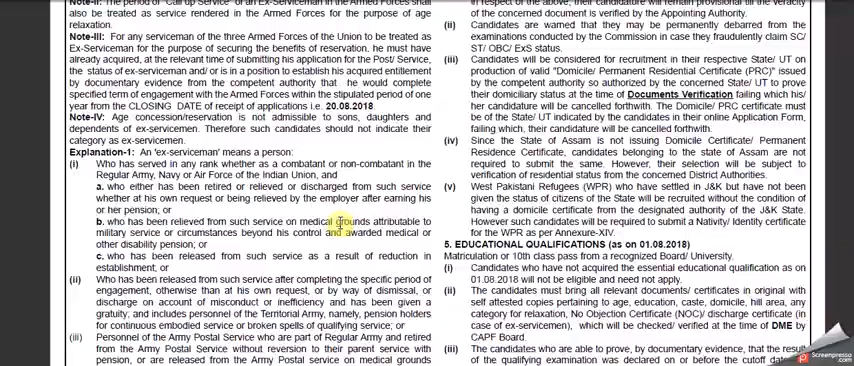 Note-II: The period of "Call up Service" of an Ex-Serviceman in the Armed Forces shall
also be treated as service rendered in the Armed Forces for the purpose of age
relaxation.
Note-III: For any serviceman of the three Armed Forces of the Union to be treated as
Ex-Serviceman for the purpose of securing the benefits of reservation, he must have
already acquired, at the relevant time of submitting his application for the Post/ Service,
the status of ex-serviceman and/ or is in a position to establish his acquired entitlement
by documentary evidence from the competent authority that he would complete
specified term of engagement with the Armed Forces within the stipulated period of one
year from the CLOSING DATE of receipt of applications i.e. 20.08.2018.
Note-IV: Age concession/reservation is not admissible to sons, daughters and
dependents of ex-servicemen. Therefore such candidates should not indicate their
category as ex-servicemen.
Explanation-1: An 'ex-serviceman' means a person:
(i) Who has served in any rank whether as a combatant or non-combatant in the
Regular Army, Navy or Air Force of the Indian Union, and
a. who either has been retired or relieved or discharged from such service
whether at his own request or being relieved by the employer after earning his
or her pension; or
b. who has been relieved from such service on medical grounds attributable to
military service or circumstances beyond his control and awarded medical or
other disability pension; or
c. who has been released from such service as a result of reduction in
establishment; or
(ii) Who has been released from such service after completing the specific period of
engagement, otherwise than at his own request, or by way of dismissal, or
discharge on account of misconduct or inefficiency and has been given a
gratuity; and includes personnel of the Territorial Army, namely, pension holders
for continuous embodied service or broken spells of qualifying service; or
(iii) Personnel of the Army Postal Service who are part of Regular Army and retired
from the Army Postal Service without reversion to their parent service with
pension, or are released from the Army Postal service on medical grounds
in respect of the above, their candidature will remain provisional till the veracity
of the concerned document is verified by the Appointing Authority.
(ii) Candidates are warned that they may be permanently debarred from the
examinations conducted by the Commission in case they fraudulently claim SC/
ST/ OBC/ ExS status.
(iii) Candidates will be considered for recruitment in their respective State/ UT on
production of valid "Domicile/ Permanent Residential Certificate (PRC)" issued
by the competent authority so authorized by the concerned State/ UT to prove
their domiciliary status at the time of Documents Verification failing which his/
her candidature will be cancelled forthwith. The Domicile/ PRC certificate must
be of the State/ UT indicated by the candidates in their online Application Form,
failing which, their candidature will be cancelled forthwith.
(iv) Since the State of Assam is not issuing Domicile Certificate/ Permanent
Residence Certificate, candidates belonging to the state of Assam are not
required to submit the same. However, their selection will be subject to
verification of residential status from the concerned District Authorities.
(v) West Pakistani Refugees (WPR) who have settled in J&K but have not been
given the status of citizens of the State will be recruited without the condition of
having a domicile certificate from the designated authority of the J&K State.
However such candidates will be required to submit a Nativity/ Identity certificate
for the WPR as per Annexure-XIV.
5. EDUCATIONAL QUALIFICATIONS (as on 01.08.2018)
Matriculation or 10th class pass from a recognized Board/ University.
(i) Candidates who have not acquired the essential educational qualification as on
01.08.2018 will not be eligible and need not apply.
(ii) The candidates must bring all relevant documents/ certificates in original with
self attested copies pertaining to age, education, caste, domicile, hill area, any
category for relaxation, No Objection Certificate (NOC)/ discharge certificate (in
case of ex-servicemen), which will be checked/ verified at the time of DME by
CAPF Board.
(iii) The candidates who are able to prove, by documentary evidence, that the result
of the qualifying examination was declared on or before the cutoff date
Screenpresso